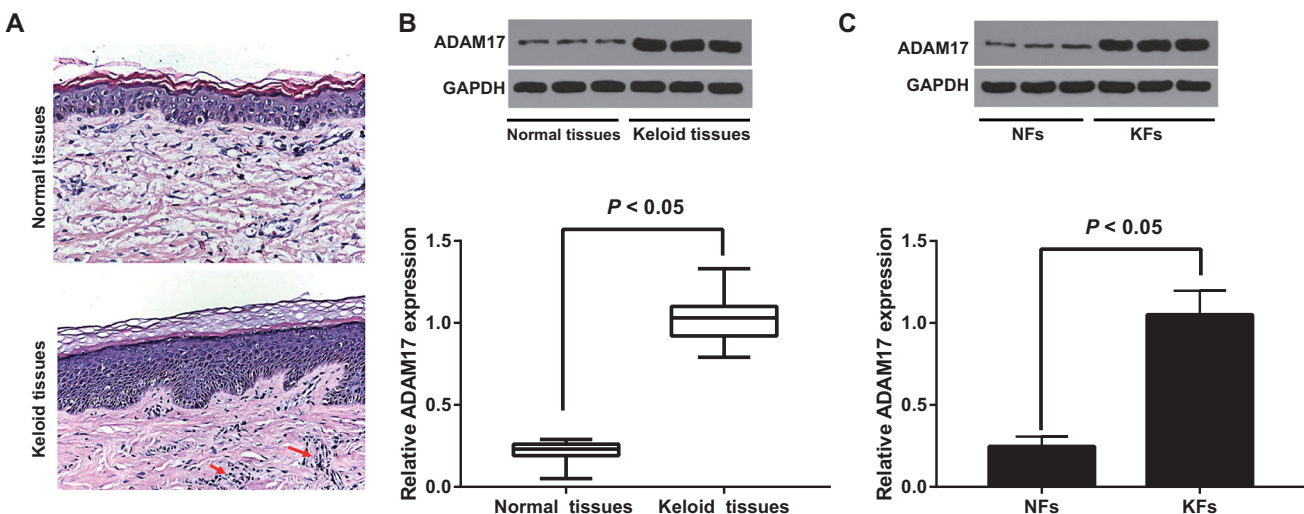 A
Normal tissues
Keloid tissues
B
ADAM17
GAPDH
Normal tissues Keloid tissues
P < 0.05
Relative ADAM17 expression
1.5
1.0
0.5
0.0
Normal tissues Keloid tissues
C
ADAM17
GAPDH
NFs KFs
P < 0.05
Relative ADAM17 expression
1.5
1.0
0.5
0.0
NFs KFs